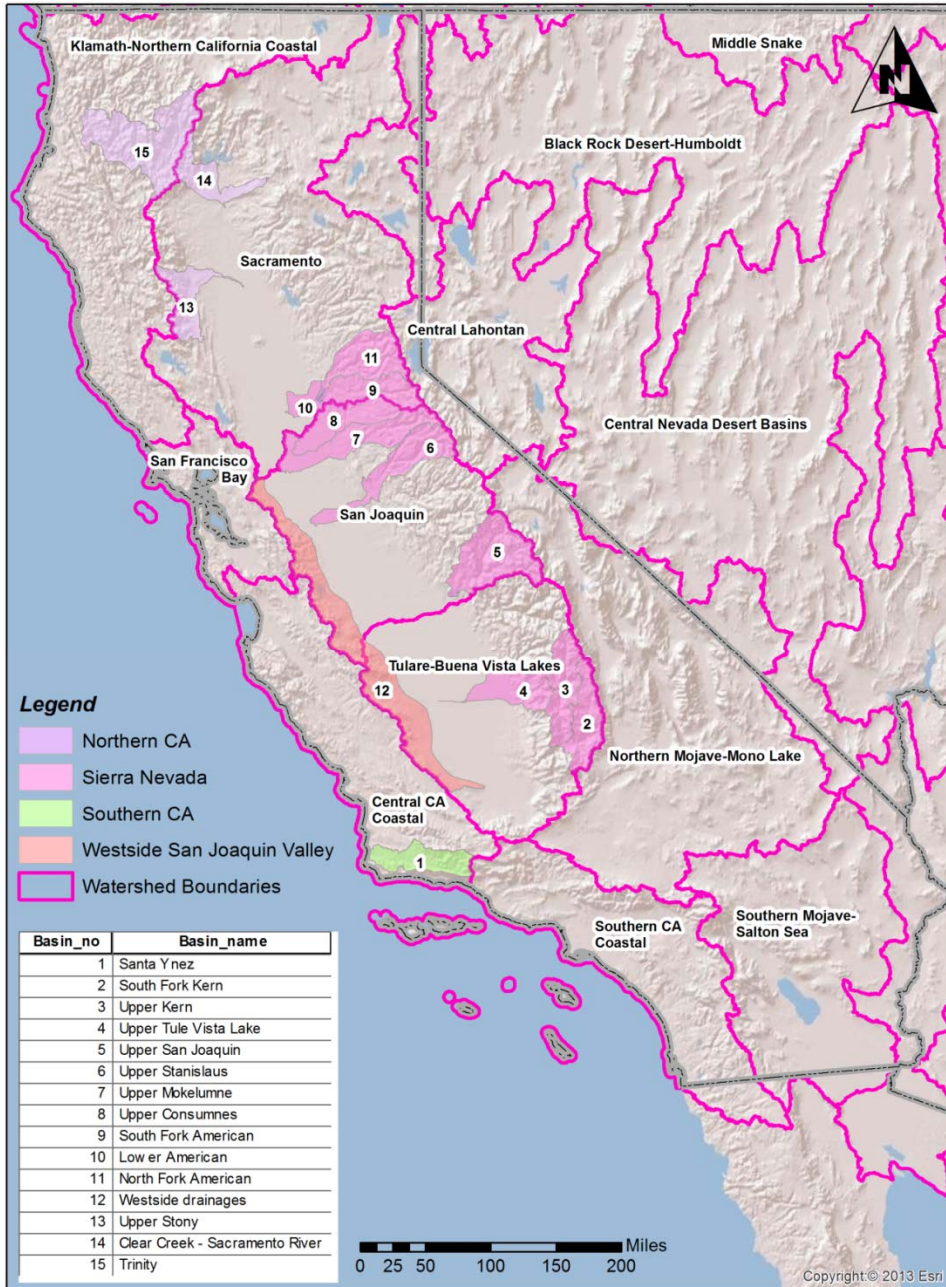 Klamath-Northern California Coastal
Middle Snake
N
Black Rock Desert-Humboldt
15
14
Sacramento
13
Central Lahontan
11
9
10
8
7
6
Central Nevada Desert Basins
San Francisco
Bay
San Joaquin
5
Tulare-Buena Vista Lakes
12
4
3
2
Northern Mojave-Mono Lake
Central CA
Coastal
1
Southern CA
Coastal
Southern Mojave-
Salton Sea
Legend
Northern CA
Sierra Nevada
Southern CA
Westside San Joaquin Valley
Watershed Boundaries
Basin_no Basin_name
1 Santa Ynez
2 South Fork Kern
3 Upper Kern
4 Upper Tule Vista Lake
5 Upper San Joaquin
6 Upper Stanislaus
7 Upper Mokelumne
8 Upper Consumnes
9 South Fork American
10 Lower American
11 North Fork American
12 Westside drainages
13 Upper Stony
14 Clear Creek - Sacramento River
15 Trinity
Miles
0 25 50 100 150 200
Copyright:© 2013 Esri